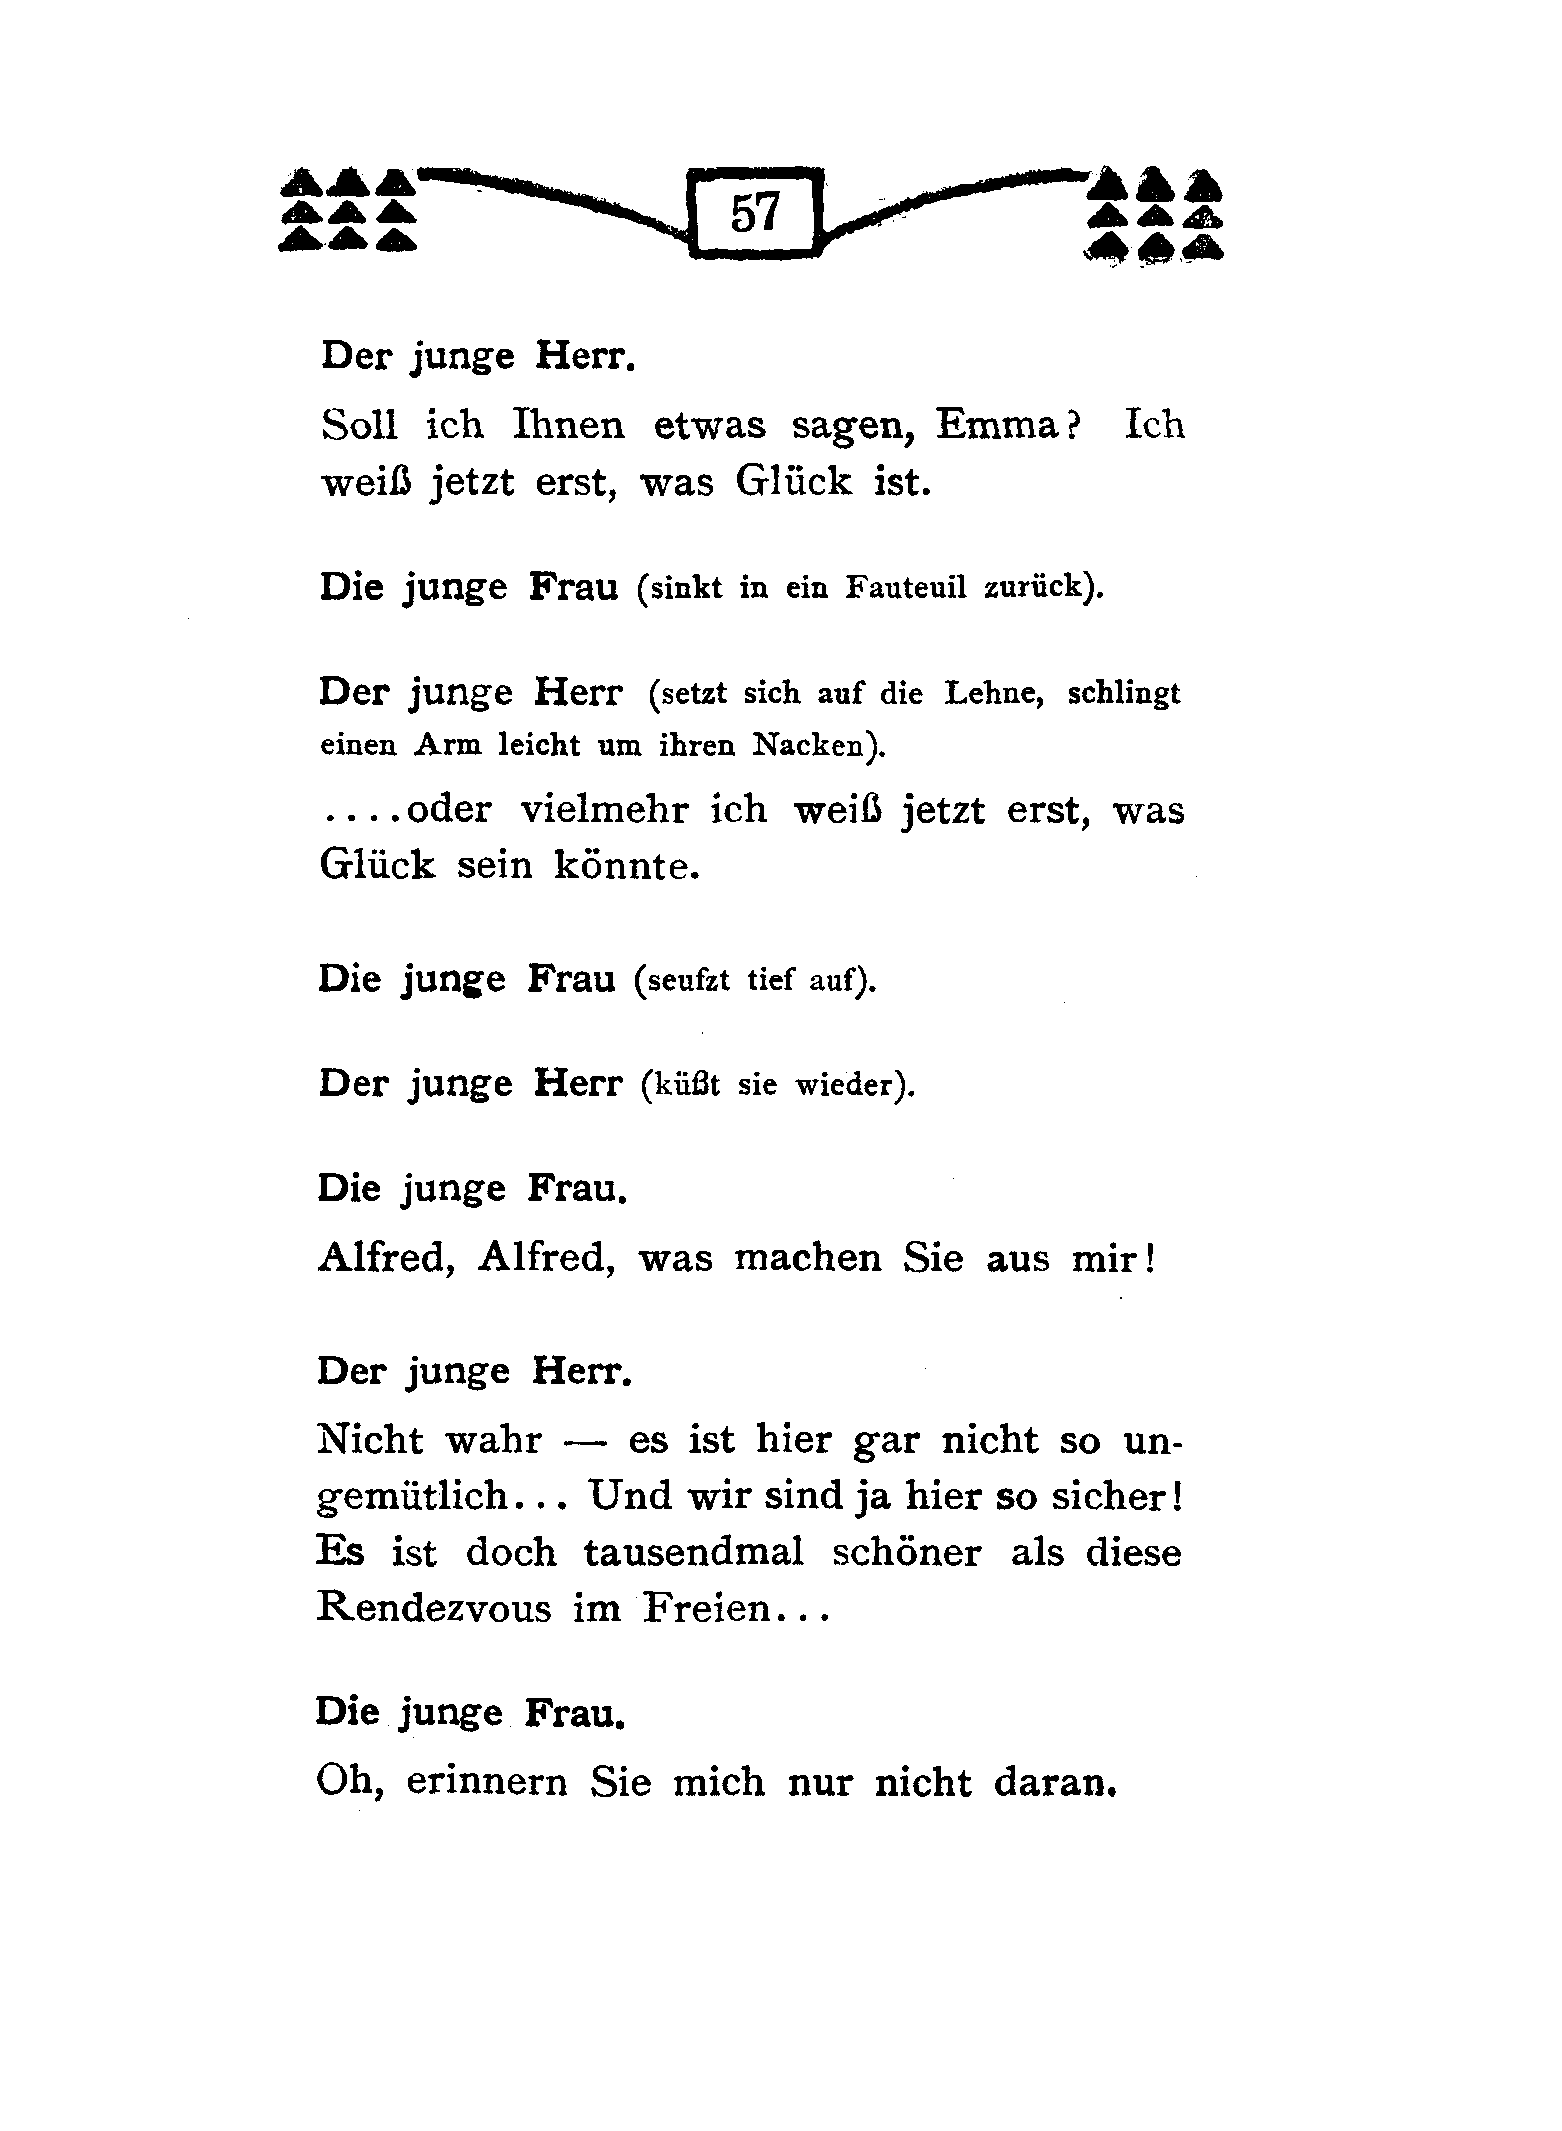 57
Der junge Herr.
Soll ich Ihnen etwas sagen, Emma? Ich
weiß jetzt erst, was Glück ist.
Die junge Frau (sinkt in ein Fauteuil zurück).
Der junge Herr (setzt sich auf die Lehne, schlingt
einen Arm leicht um ihren Nacken).
....oder vielmehr ich weiß jetzt erst, was
Glück sein könnte.
Die junge Frau (seufzt tief auf).
Der junge Herr (küßt sie wieder).
Die junge Frau.
Alfred, Alfred, was machen Sie aus mir!
Der junge Herr.
Nicht wahr — es ist hier gar nicht so un-
gemütlich... Und wir sind ja hier so sicher!
Es ist doch tausendmal schöner als diese
Rendezvous im Freien...
Die junge Frau.
Oh, erinnern Sie mich nur nicht daran.